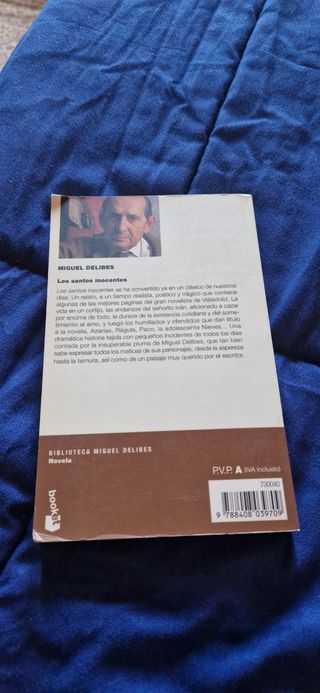 MIGUEL DELIBES
Los santos inocentes
Los santos inocentes se ha convertido ya en un clásico de nuestros
días. Un relato, a un tiempo realista, poético y trágico que contiene
algunas de las mejores páginas del gran novelista de Valladolid. La
vida en un cortijo, las andanzas del señorito Iván, aficionado a cazar
por encima de todo, la dureza de la existencia cotidiana y del some-
timiento al amo, y luego los humillados y ofendidos que dan título
a la novela, Azarías, Régula, Paco, la adolescente Nieves... Una
dramática historia tejida con pequeños incidentes de todos los días
contada por la insuperable pluma de Miguel Delibes, que tan bien
sabe expresar todos los matices de sus personajes, desde la aspereza
hasta la ternura, así como de un paisaje muy querido por el escritor.
BIBLIOTECA MIGUEL DELIBES
Novela
P.V.P. A (IVA incluido)
730040
9 788408 039709
booket